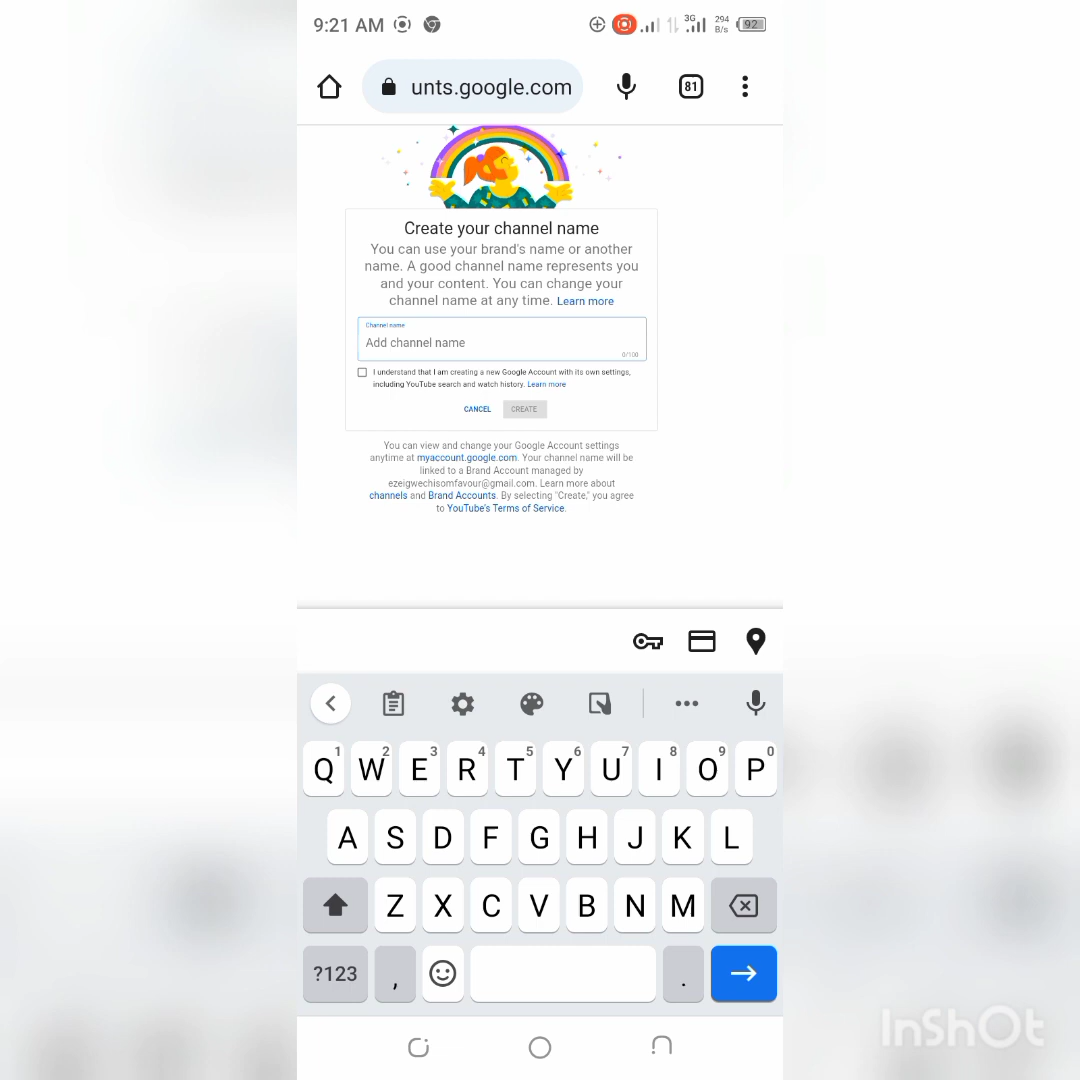 9:21 AM
3G
294
B/s
92
unts.google.com
81
Create your channel name
You can use your brand's name or another
name. A good channel name represents you
and your content. You can change your
channel name at any time. Learn more
Channel name
Add channel name
0/100
I understand that I am creating a new Google Account with its own settings,
including YouTube search and watch history. Learn more
CANCEL CREATE
You can view and change your Google Account settings
anytime at myaccount.google.com. Your channel name will be
linked to a Brand Account managed by
ezeigwechisomfavour@gmail.com. Learn more about
channels and Brand Accounts. By selecting "Create," you agree
to YouTube's Terms of Service.
1 2 3 4 5 6 7 8 9 0
Q W E R T Y U I O P
A S D F G H J K L
Z X C V B N M
?123 , .
InShOt